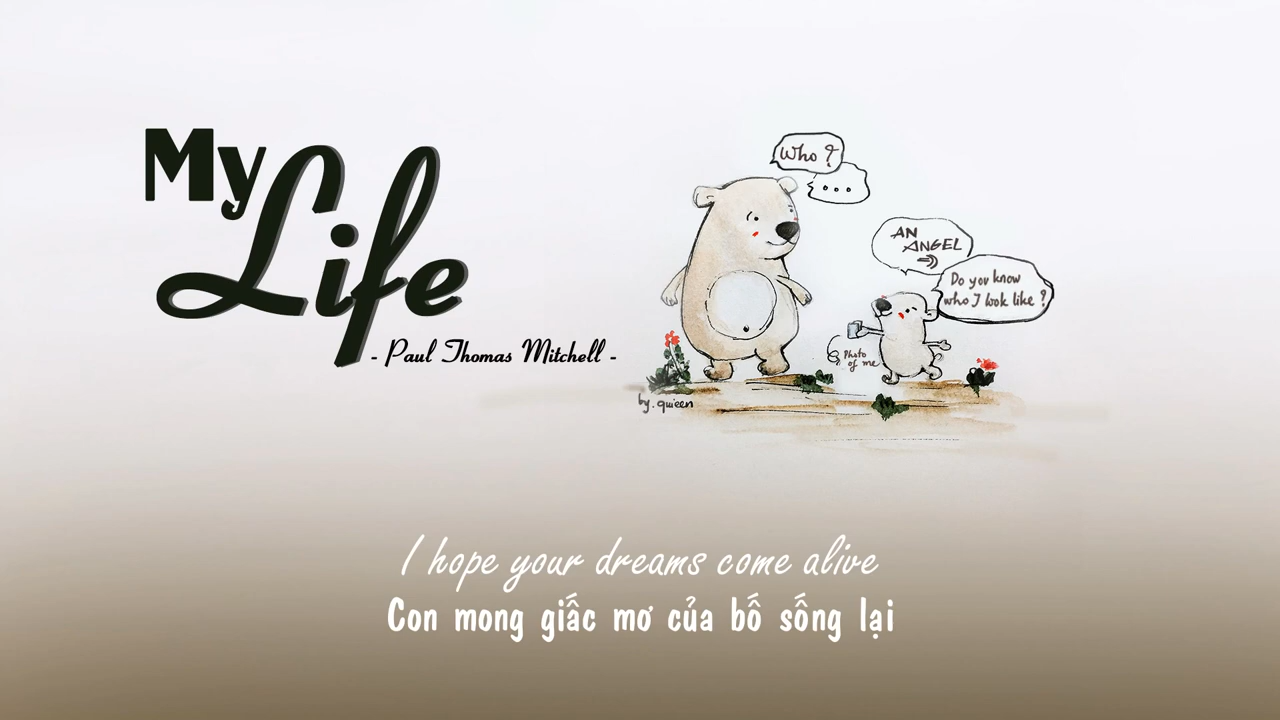 My
Life
- Paul Thomas Mitchell -
Who ?
...
AN
ANGEL
Do you know
who I look like ?
Photo
of me
by. quieen
I hope your dreams come alive
Con mong giấc mơ của bố sống lại